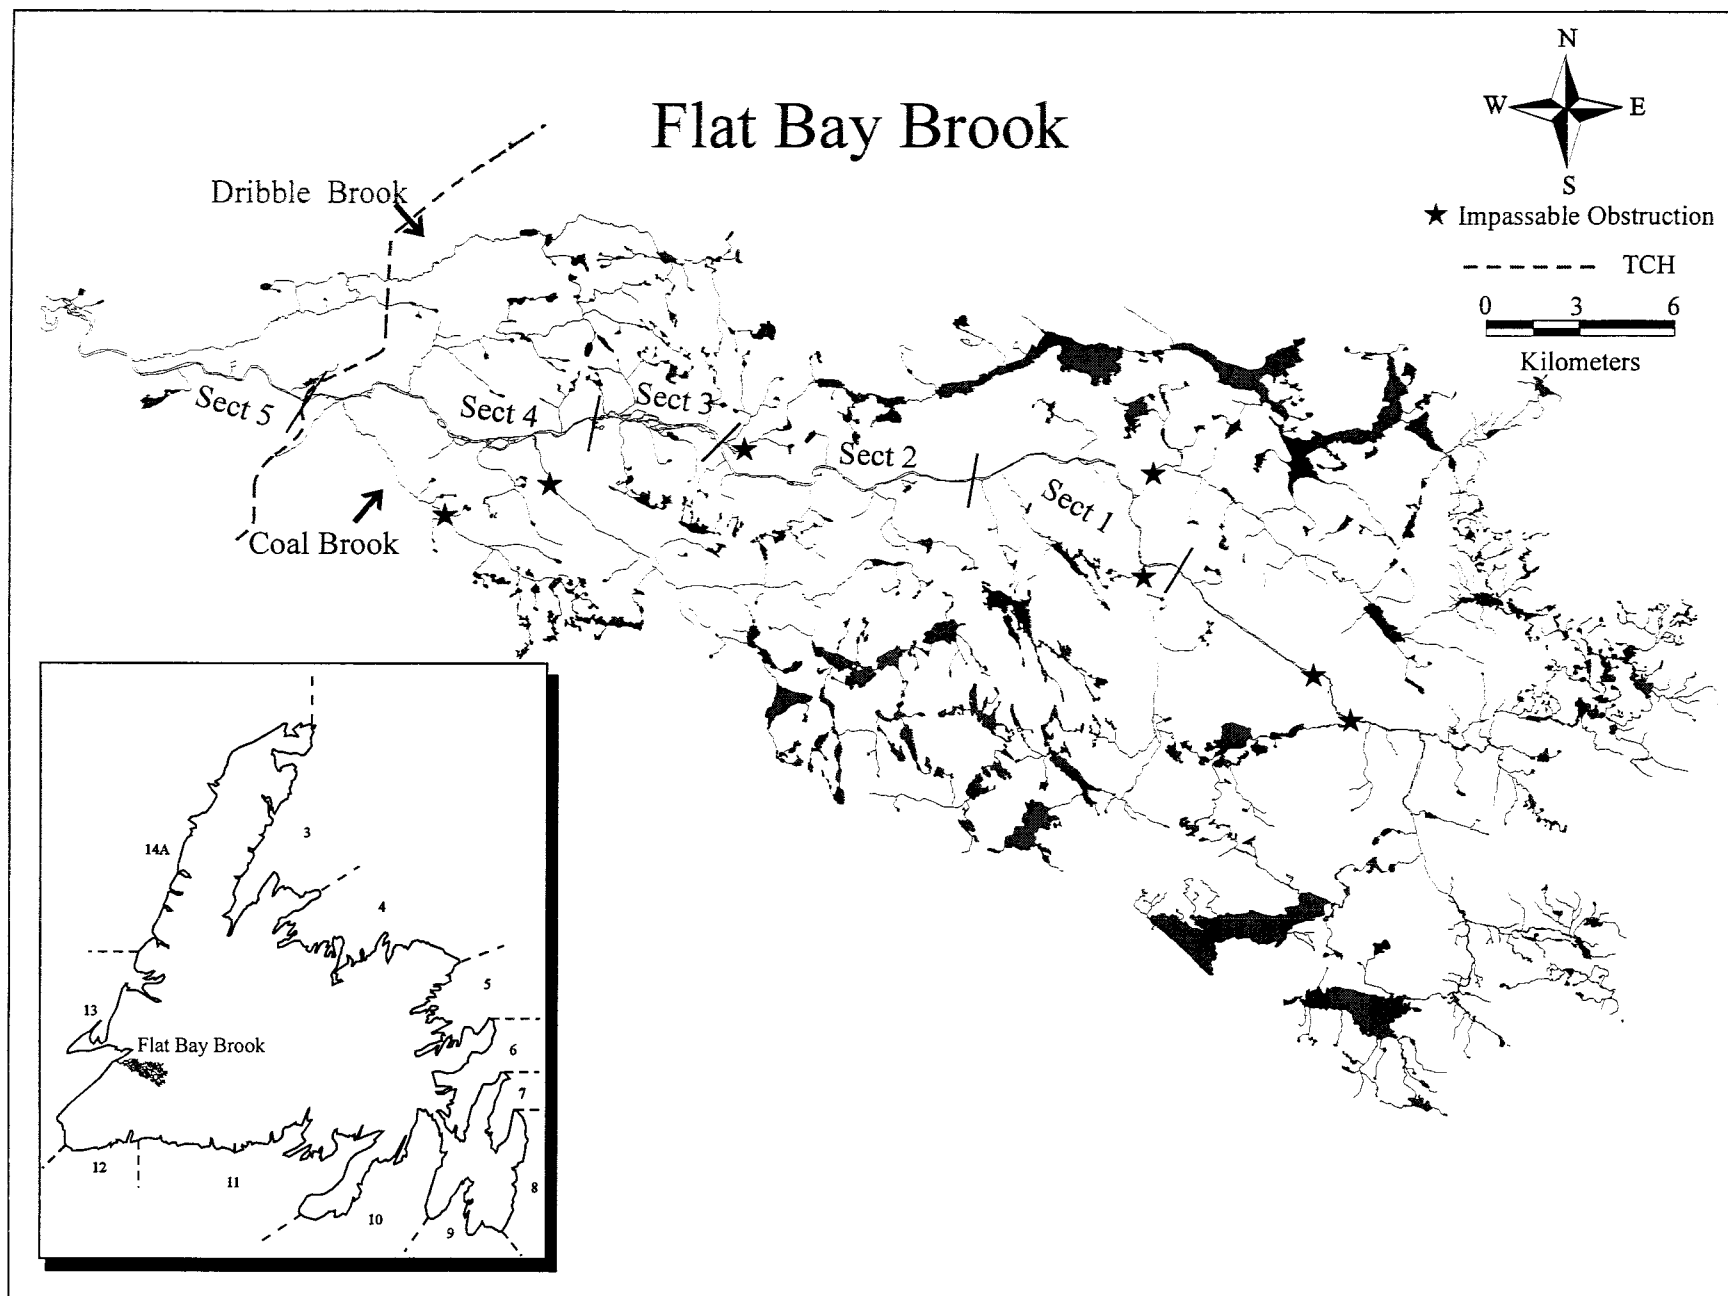 Flat Bay Brook
N
W E
S
★ Impassable Obstruction
TCH
0 3 6
Kilometers
Dribble Brook
Sect 5
Sect 4
Sect 3
Sect 2
Sect 1
Coal Brook
3
14A
4
5
13
Flat Bay Brook
6
7
12
11
10
9
8